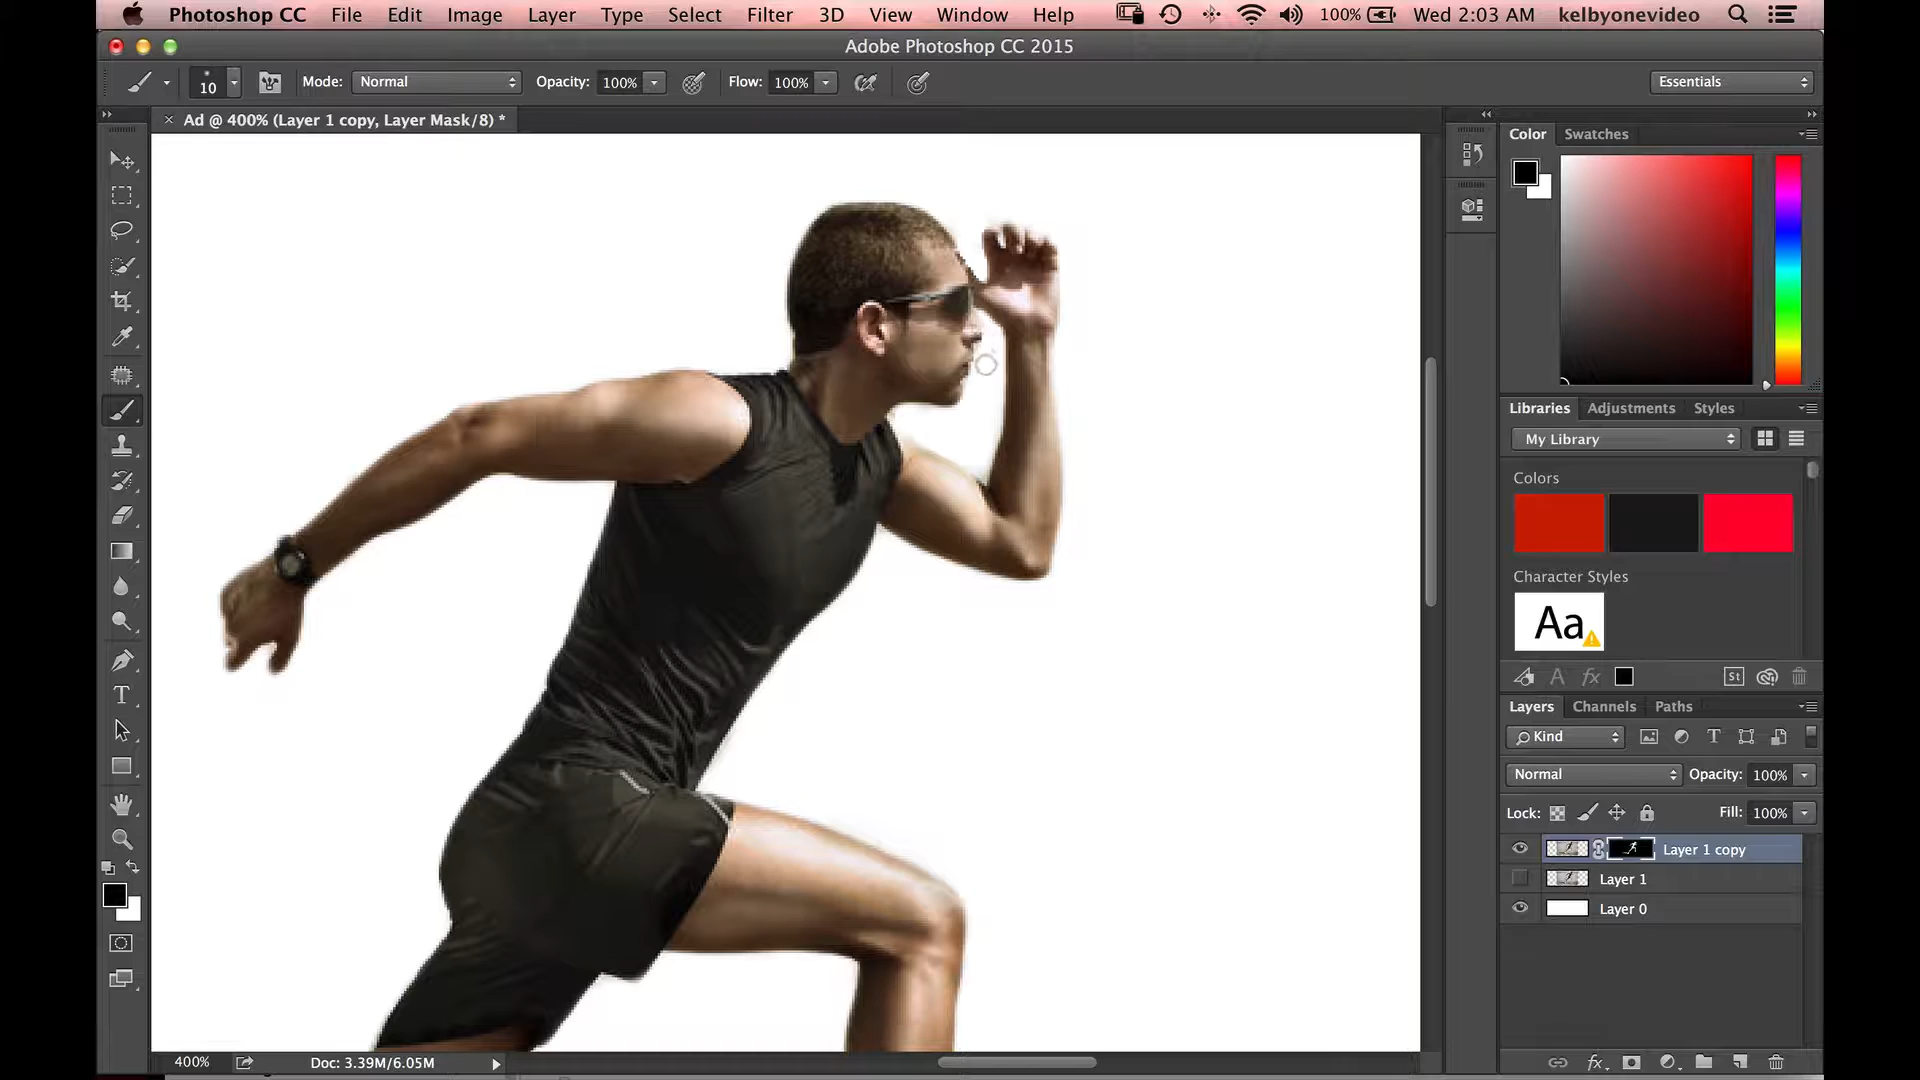 Photoshop CC File Edit Image Layer Type Select Filter 3D View Window Help 100% Wed 2:03 AM kelbyonevideo
Adobe Photoshop CC 2015
10 Mode: Normal Opacity: 100% Flow: 100% Essentials
Ad @ 400% (Layer 1 copy, Layer Mask/8) *
Color Swatches
Libraries Adjustments Styles
My Library
Colors
Character Styles
Aa
A fx St
Layers Channels Paths
Kind T
Normal Opacity: 100%
Lock: Fill: 100%
Layer 1 copy
Layer 1
Layer 0
T
400% Doc: 3.39M/6.05M fx